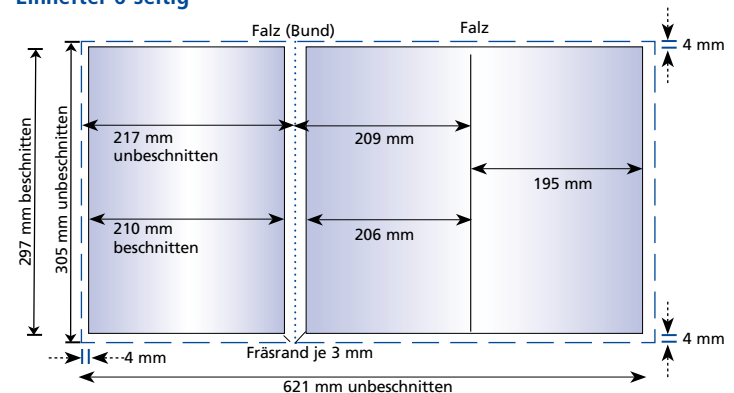 Einhefter 6-seitig
Falz (Bund)
Falz
4 mm
297 mm beschnitten
305 mm unbeschnitten
217 mm
unbeschnitten
209 mm
195 mm
210 mm
beschnitten
206 mm
4 mm
4 mm
Fräsrand je 3 mm
621 mm unbeschnitten